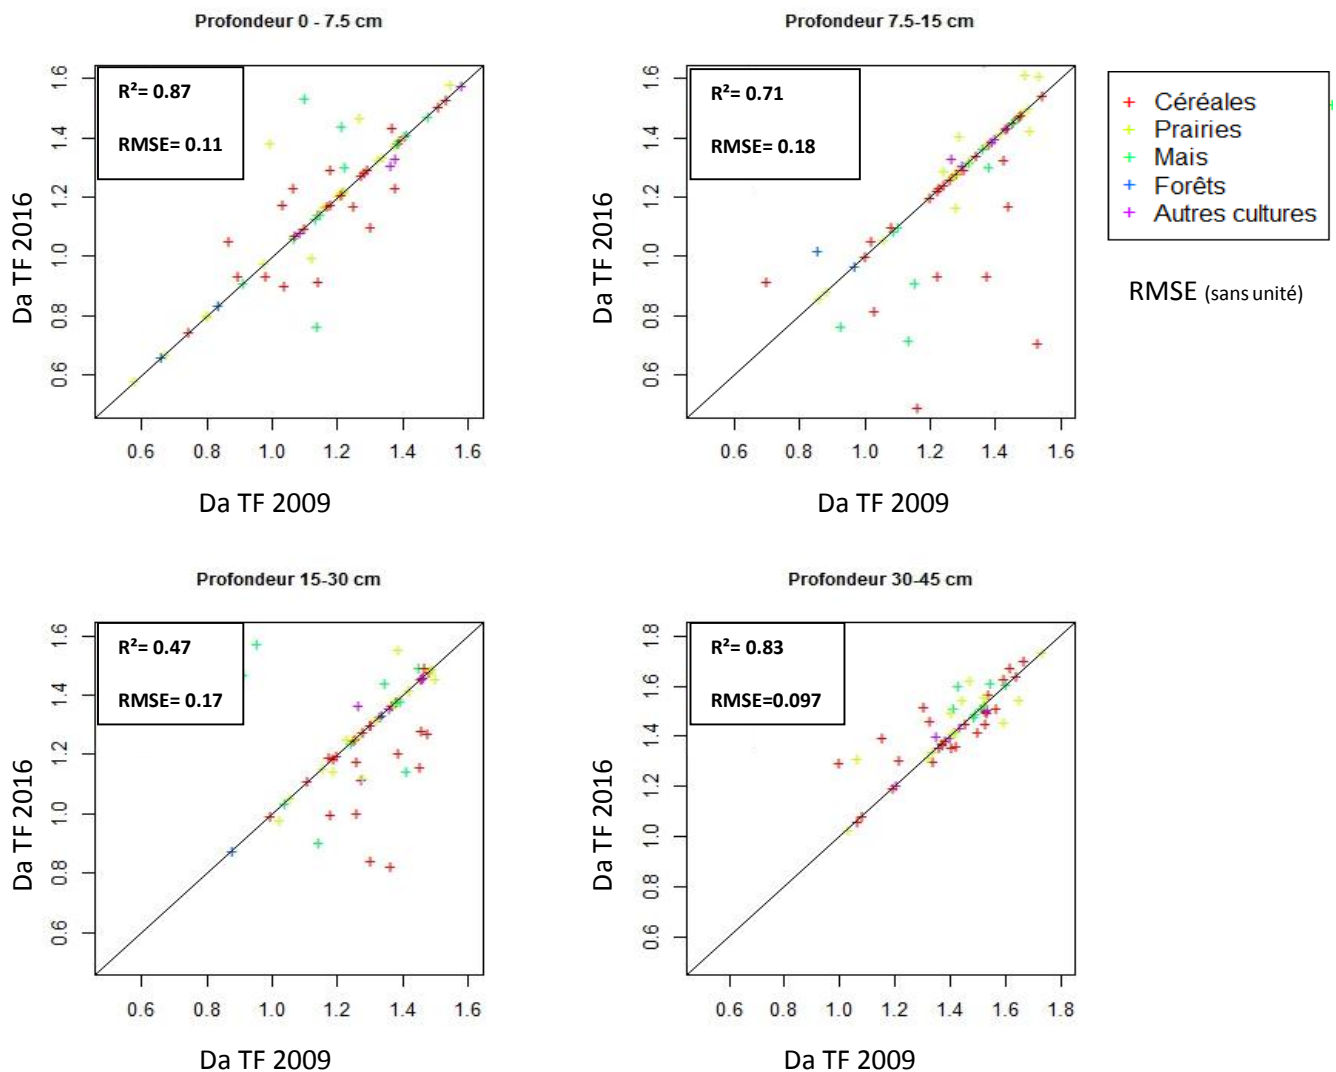 Profondeur 0 - 7.5 cm
R²= 0.87
RMSE= 0.11
Da TF 2016
0.6 0.8 1.0 1.2 1.4 1.6
0.6 0.8 1.0 1.2 1.4 1.6
Da TF 2009
Profondeur 7.5-15 cm
R²= 0.71
RMSE= 0.18
Da TF 2016
0.6 0.8 1.0 1.2 1.4 1.6
0.6 0.8 1.0 1.2 1.4 1.6
Da TF 2009
Céréales
Prairies
Mais
Forêts
Autres cultures
RMSE (sans unité)
Profondeur 15-30 cm
R²= 0.47
RMSE= 0.17
Da TF 2016
0.6 0.8 1.0 1.2 1.4 1.6
0.6 0.8 1.0 1.2 1.4 1.6
Da TF 2009
Profondeur 30-45 cm
R²= 0.83
RMSE=0.097
Da TF 2016
0.6 0.8 1.0 1.2 1.4 1.6 1.8
0.6 0.8 1.0 1.2 1.4 1.6 1.8
Da TF 2009